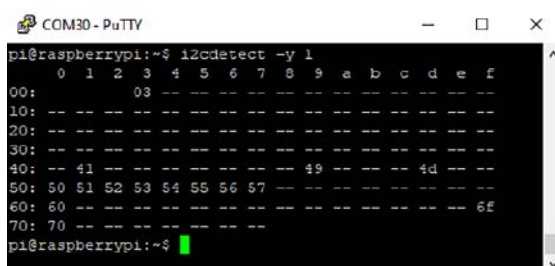 COM30 - PuTTY
pi@raspberrypi:~$ i2cdetect -y 1
     0  1  2  3  4  5  6  7  8  9  a  b  c  d  e  f
00:          03 -- -- -- -- -- -- -- -- -- -- -- --
10: -- -- -- -- -- -- -- -- -- -- -- -- -- -- -- --
20: -- -- -- -- -- -- -- -- -- -- -- -- -- -- -- --
30: -- -- -- -- -- -- -- -- -- -- -- -- -- -- -- --
40: -- 41 -- -- -- -- -- -- -- 49 -- -- -- 4d -- --
50: 50 51 52 53 54 55 56 57 -- -- -- -- -- -- -- --
60: 60 -- -- -- -- -- -- -- -- -- -- -- -- -- -- 6f
70: 70 -- -- -- -- -- -- --
pi@raspberrypi:~$